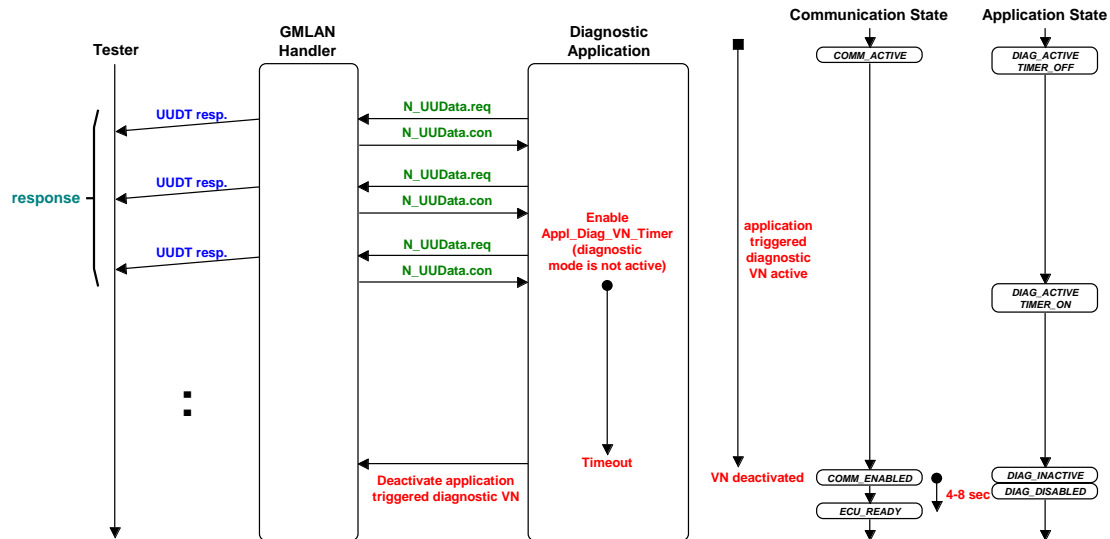 Communication State
Application State
GMLAN
Handler
Diagnostic
Application
Tester
COMM_ACTIVE
DIAG_ACTIVE
TIMER_OFF
N_UUData.req
UUDT resp.
N_UUData.con
N_UUData.req
UUDT resp.
response
N_UUData.con
Enable
Appl_Diag_VN_Timer
(diagnostic
mode is not active)
application
triggered
diagnostic
VN active
N_UUData.req
UUDT resp.
N_UUData.con
DIAG_ACTIVE
TIMER_ON
:
Timeout
Deactivate application
triggered diagnostic VN
VN deactivated
COMM_ENABLED
DIAG_INACTIVE
DIAG_DISABLED
4-8 sec
ECU_READY